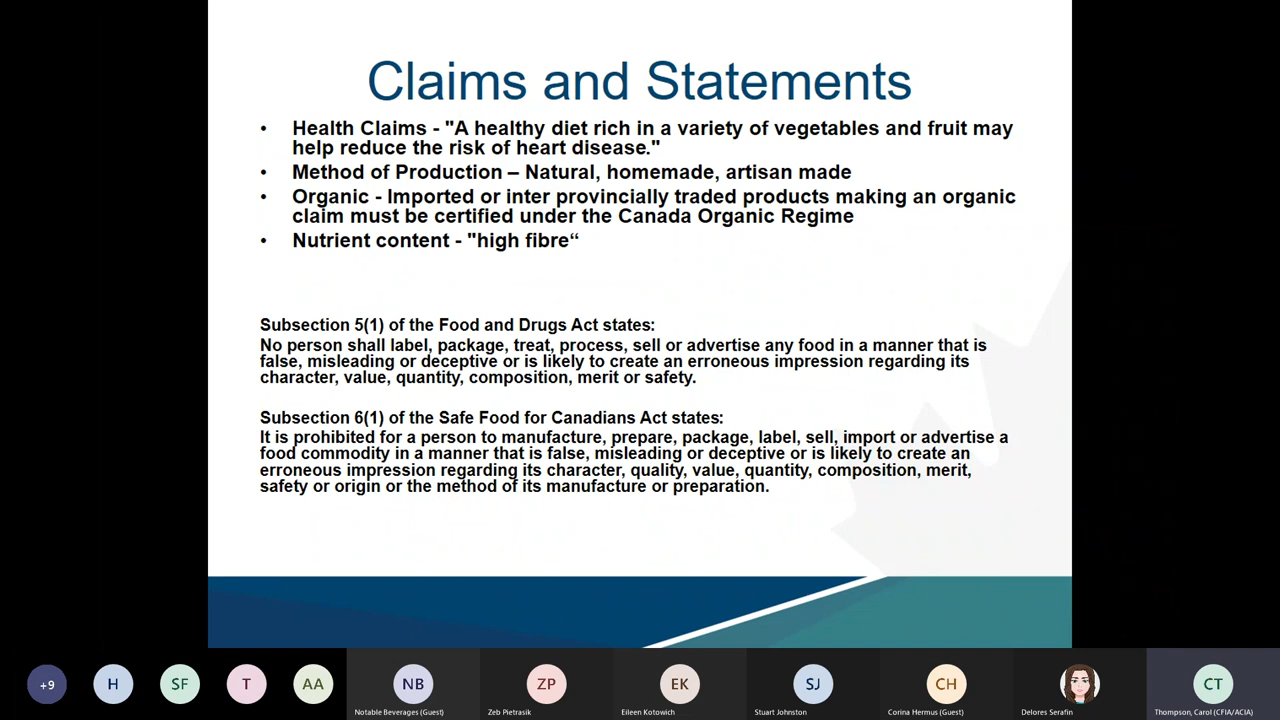 Claims and Statements
• Health Claims - "A healthy diet rich in a variety of vegetables and fruit may
help reduce the risk of heart disease."
• Method of Production – Natural, homemade, artisan made
• Organic - Imported or inter provincially traded products making an organic
claim must be certified under the Canada Organic Regime
• Nutrient content - "high fibre“
Subsection 5(1) of the Food and Drugs Act states:
No person shall label, package, treat, process, sell or advertise any food in a manner that is
false, misleading or deceptive or is likely to create an erroneous impression regarding its
character, value, quantity, composition, merit or safety.
Subsection 6(1) of the Safe Food for Canadians Act states:
It is prohibited for a person to manufacture, prepare, package, label, sell, import or advertise a
food commodity in a manner that is false, misleading or deceptive or is likely to create an
erroneous impression regarding its character, quality, value, quantity, composition, merit,
safety or origin or the method of its manufacture or preparation.
+9 H SF T AA NB ZP EK SJ CH CT
Notable Beverages (Guest) Zeb Pietrasik Eileen Kotowich Stuart Johnston Corina Hermus (Guest) Delores Serafin Thompson, Carol (CFIA/ACIA)